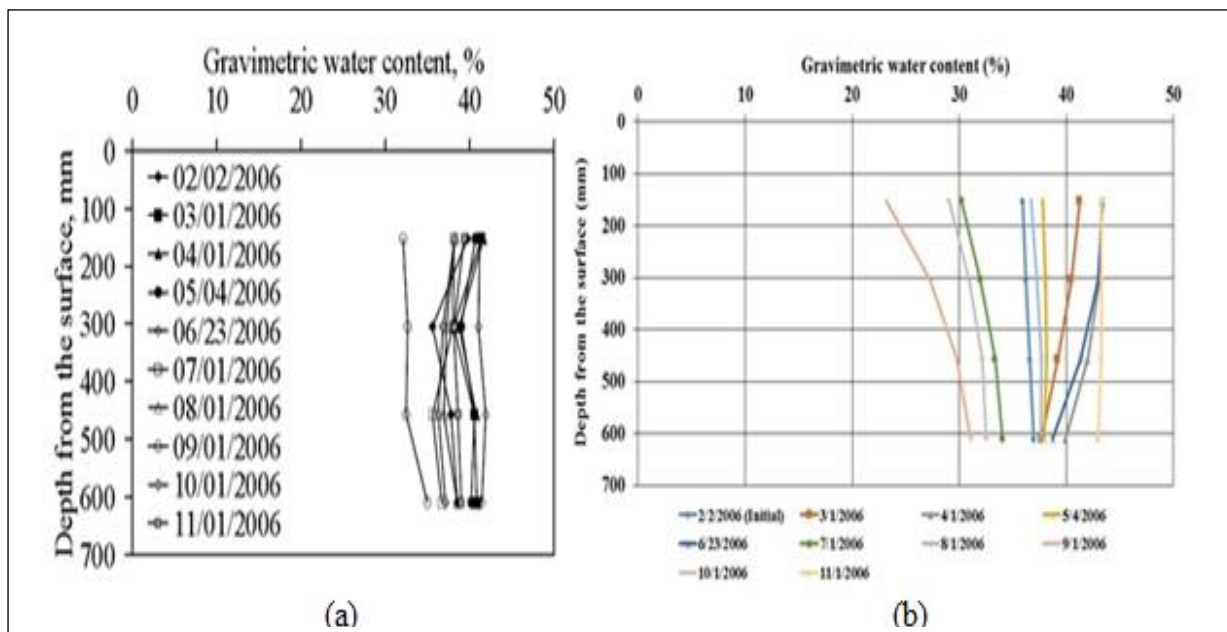 Gravimetric water content, %
0 10 20 30 40 50
Depth from the surface, mm
0
100
200
300
400
500
600
700
02/02/2006
03/01/2006
04/01/2006
05/04/2006
06/23/2006
07/01/2006
08/01/2006
09/01/2006
10/01/2006
11/01/2006
(a)
Gravimetric water content (%)
0 10 20 30 40 50
Depth from the surface (mm)
0
100
200
300
400
500
600
700
2/2/2006 (Initial) 3/1/2006 4/1/2006 5/4/2006
6/23/2006 7/1/2006 8/1/2006 9/1/2006
10/1/2006 11/1/2006
(b)